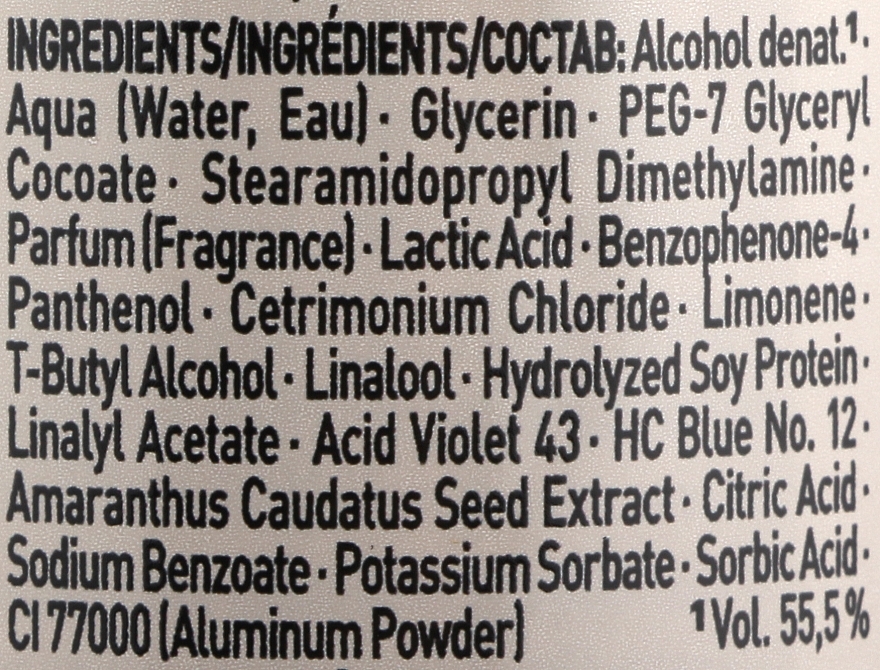 INGREDIENTS/INGRÉDIENTS/СОСТАВ: Alcohol denat.¹·
Aqua (Water, Eau) · Glycerin · PEG-7 Glyceryl
Cocoate · Stearamidopropyl Dimethylamine ·
Parfum (Fragrance) · Lactic Acid · Benzophenone-4 ·
Panthenol · Cetrimonium Chloride · Limonene ·
T-Butyl Alcohol · Linalool · Hydrolyzed Soy Protein ·
Linalyl Acetate · Acid Violet 43 · HC Blue No. 12 ·
Amaranthus Caudatus Seed Extract · Citric Acid ·
Sodium Benzoate · Potassium Sorbate · Sorbic Acid ·
CI 77000 (Aluminum Powder) ¹Vol. 55,5%